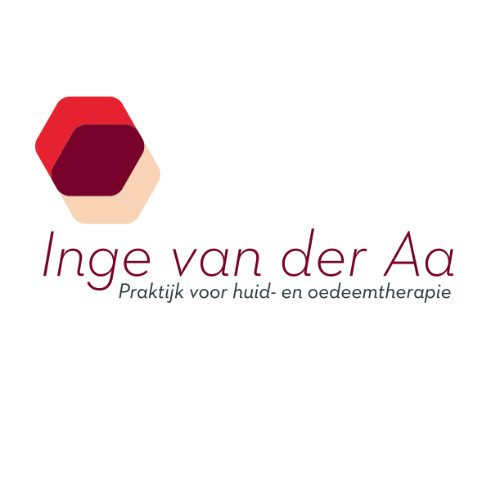 Inge van der Aa
Praktijk voor huid- en oedeemtherapie